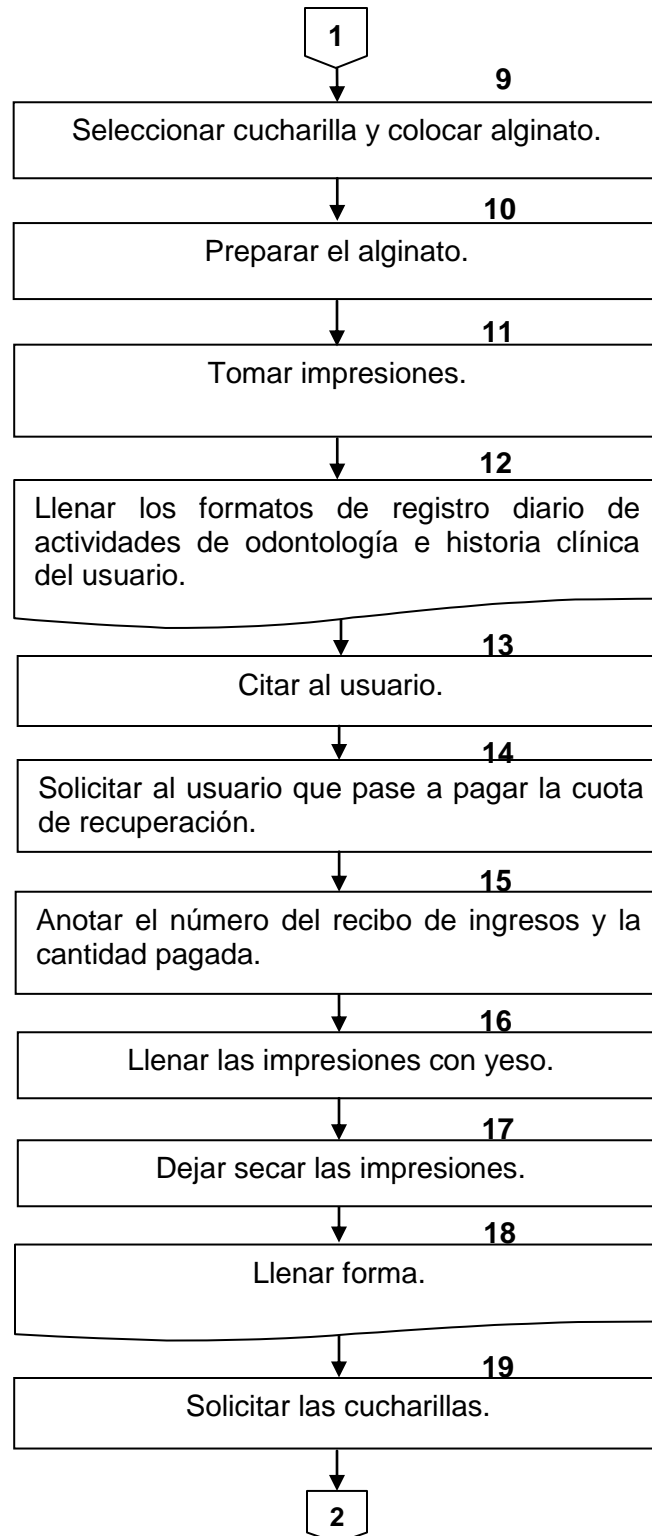 1
9
Seleccionar cucharilla y colocar alginato.
10
Preparar el alginato.
11
Tomar impresiones.
12
Llenar los formatos de registro diario de
actividades de odontología e historia clínica
del usuario.
13
Citar al usuario.
14
Solicitar al usuario que pase a pagar la cuota
de recuperación.
15
Anotar el número del recibo de ingresos y la
cantidad pagada.
16
Llenar las impresiones con yeso.
17
Dejar secar las impresiones.
18
Llenar forma.
19
Solicitar las cucharillas.
2